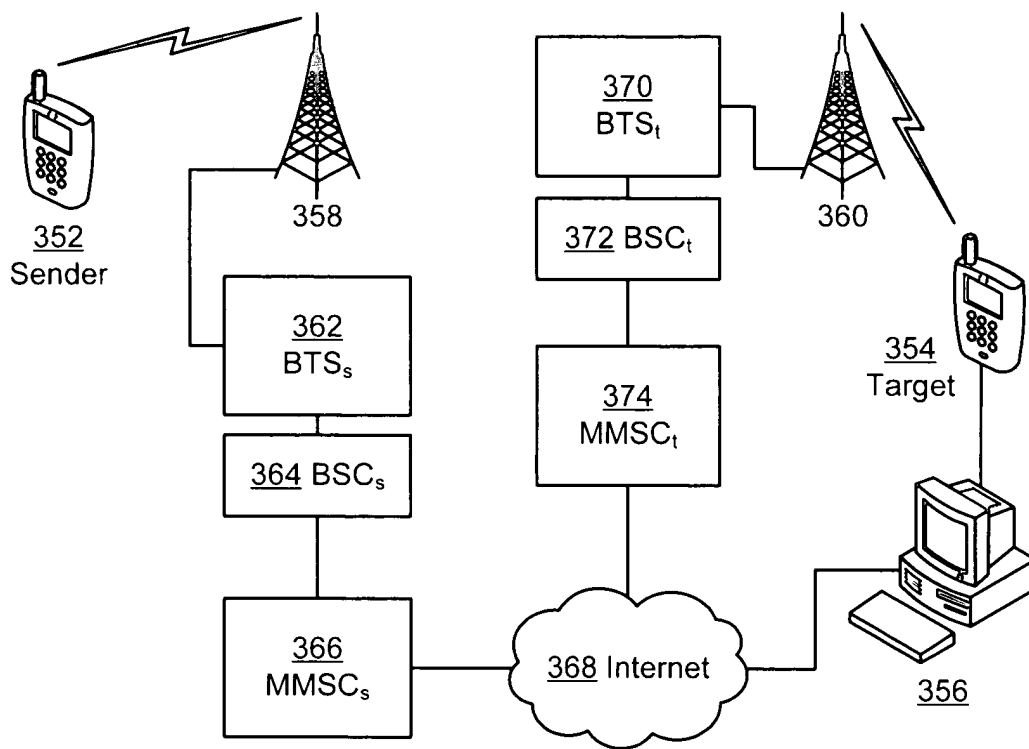 370
BTSt
358
360
352
Sender
372 BSCt
362
BTSs
354
Target
374
MMSCt
364 BSCs
366
MMSCs
368 Internet
356